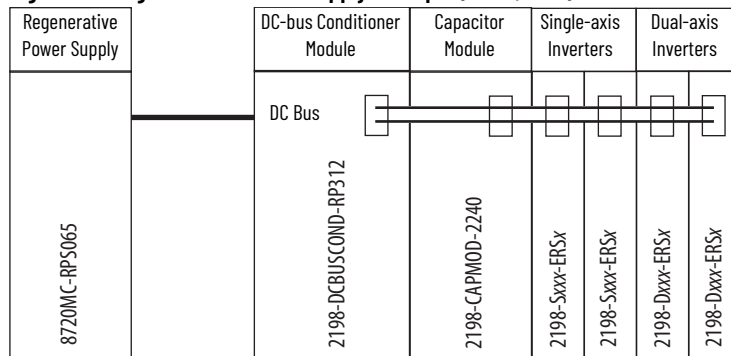 Regenerative
Power Supply
DC-bus Conditioner
Module
Capacitor
Module
Single-axis
Inverters
Dual-axis
Inverters
DC Bus
8720MC-RPS065
2198-DCBUSCOND-RP312
2198-CAPMOD-2240
2198-Sxxx-ERSx
2198-Sxxx-ERSx
2198-Dxxx-ERSx
2198-Dxxx-ERSx